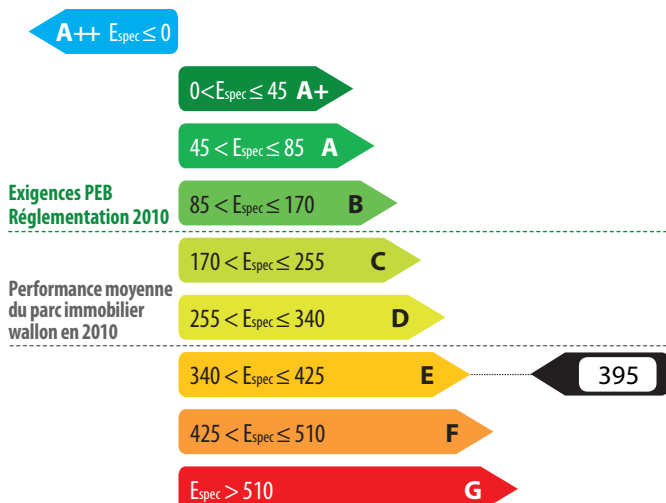 A++ Espec ≤ 0
0 < Espec ≤ 45 A+
45 < Espec ≤ 85 A
Exigences PEB
Réglementation 2010
85 < Espec ≤ 170 B
170 < Espec ≤ 255 C
Performance moyenne
du parc immobilier
wallon en 2010
255 < Espec ≤ 340 D
340 < Espec ≤ 425 E
395
425 < Espec ≤ 510 F
Espec > 510 G